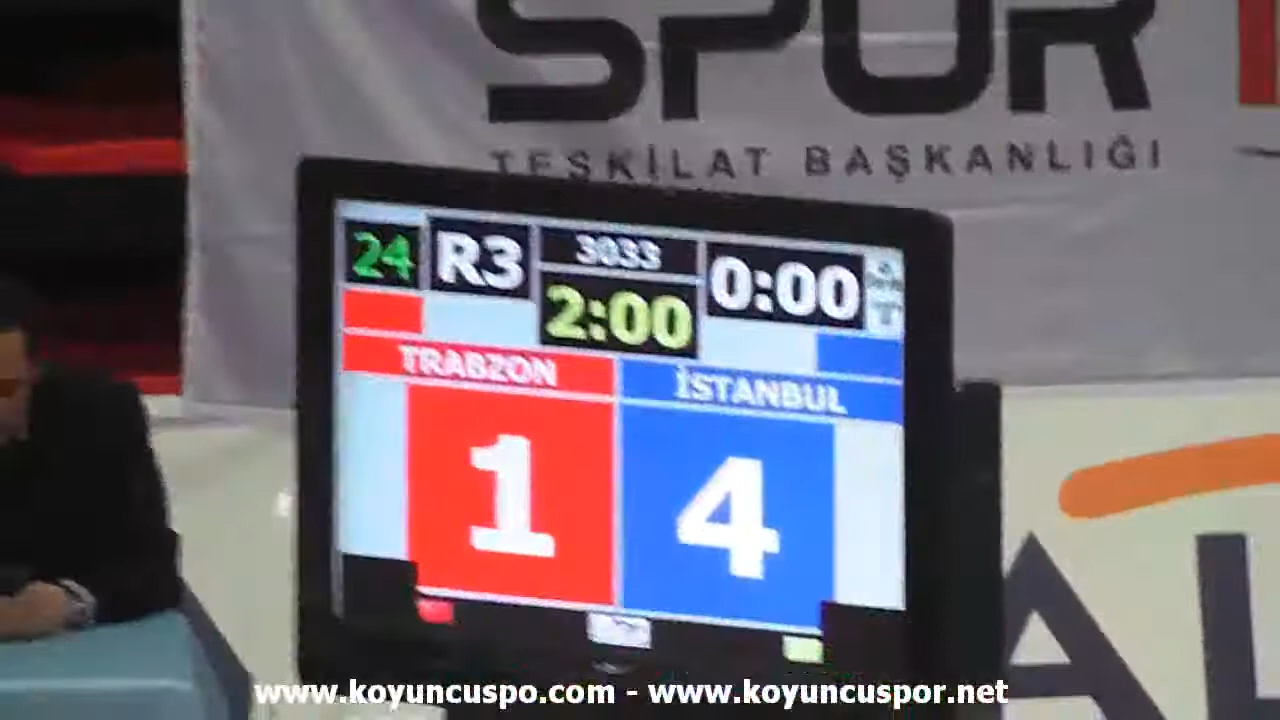 SPOR
TEŞKİLAT BAŞKANLIĞI
24 R3 3033 0:00
2:00
TRABZON İSTANBUL
1 4
www.koyuncuspo.com - www.koyuncuspor.net